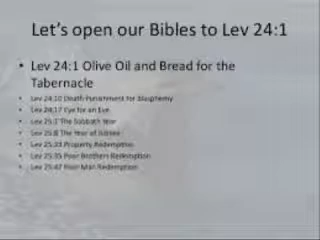 Let's open our Bibles to Lev 24:1
• Lev 24:1 Olive Oil and Bread for the
Tabernacle
• Lev 24:10 Death Punishment for Blasphemy
• Lev 24:17 Eye for an Eye
• Lev 25:1 The Sabbath Year
• Lev 25:8 The Year of Jubilee
• Lev 25:23 Property Redemption
• Lev 25:35 Poor Brothers Redemption
• Lev 25:47 Poor Man Redemption